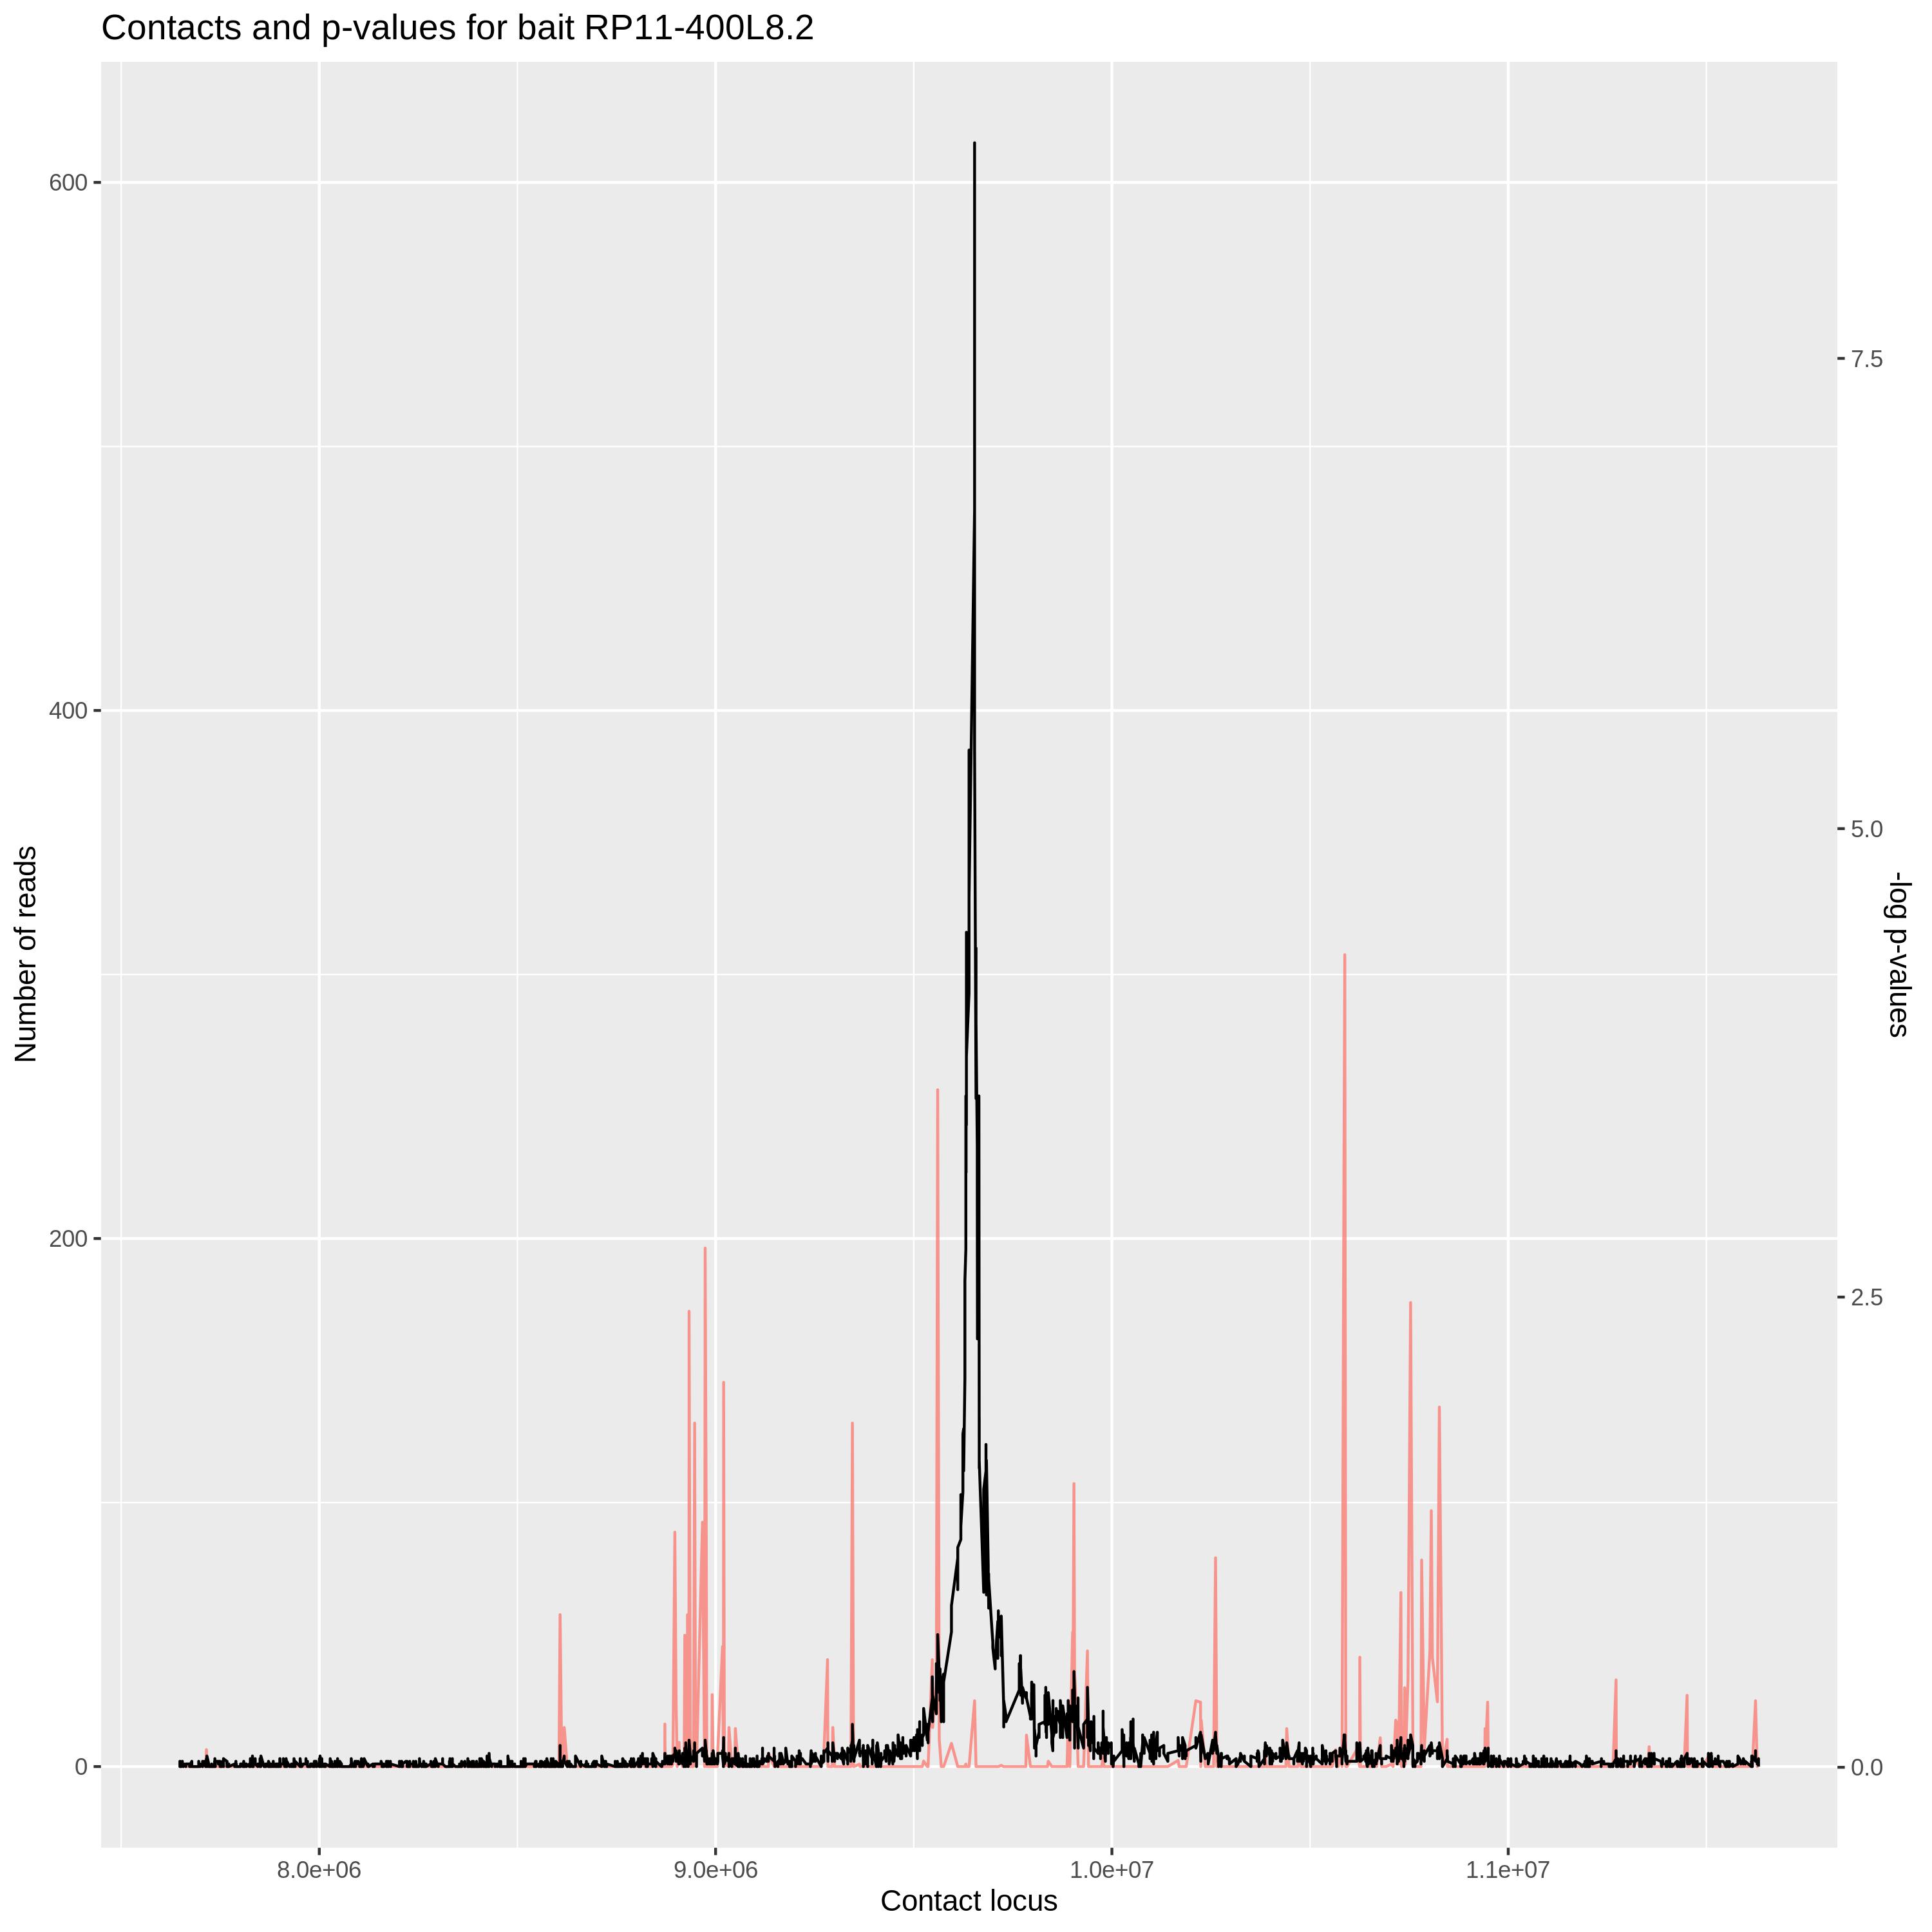 Contacts and p-values for bait RP11-400L8.2
600
400
200
0
Number of reads
7.5
5.0
2.5
0.0
-log p-values
8.0e+06
9.0e+06
1.0e+07
1.1e+07
Contact locus